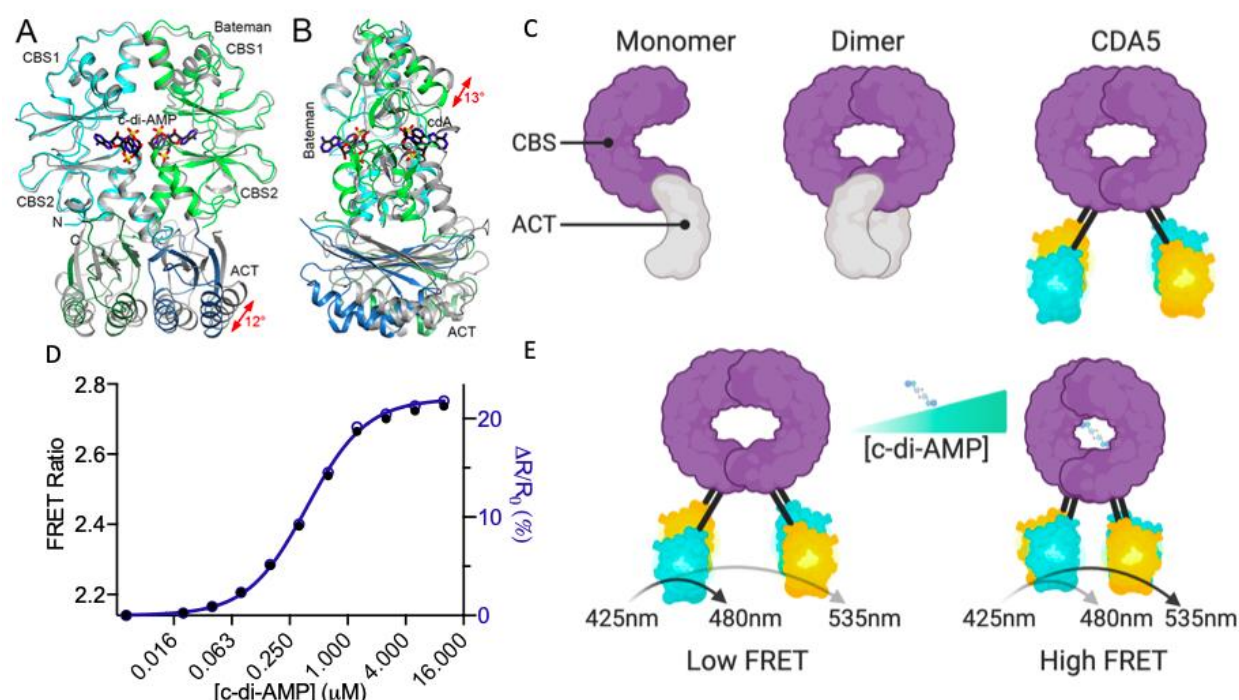 A
CBS1
Bateman
CBS1
c-di-AMP
CBS2
CBS2
N
C
ACT
12°
B
13°
cdA
Bateman
ACT
C
Monomer
Dimer
CDA5
CBS
ACT
D
2.8
2.6
2.4
2.2
FRET Ratio
20
10
0
ΔR/R0 (%)
0.016
0.063
0.250
1.000
4.000
16.000
[c-di-AMP] (µM)
E
[c-di-AMP]
425nm
480nm
535nm
425nm
480nm
535nm
Low FRET
High FRET